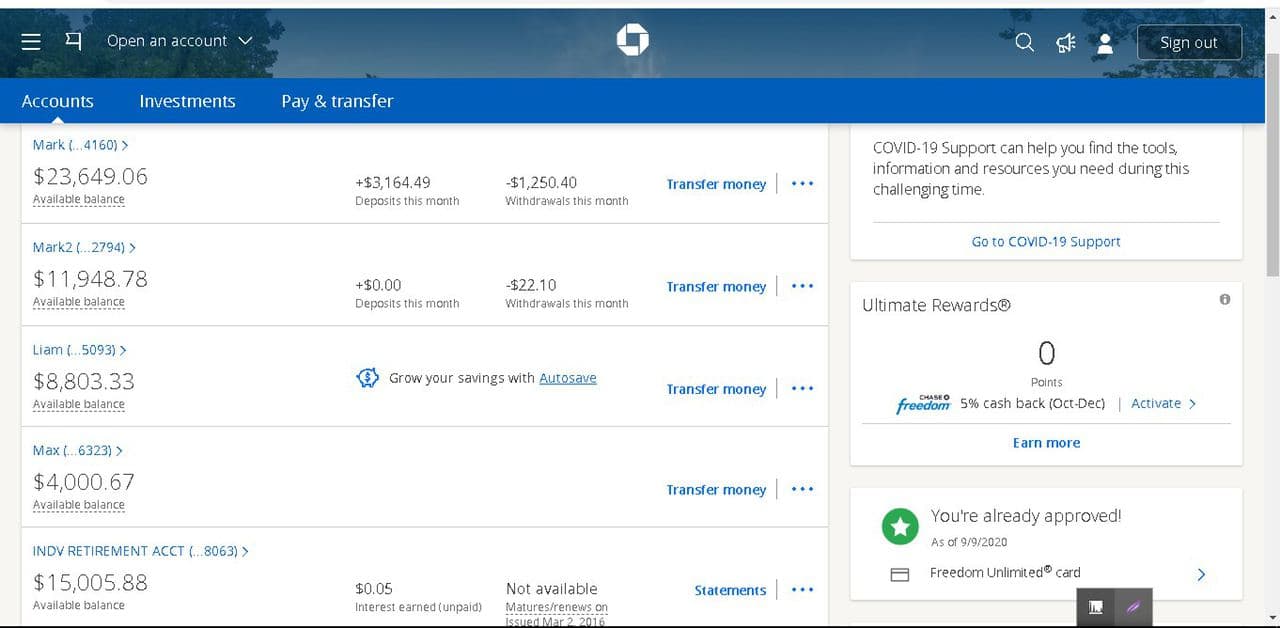 Open an account
Sign out
Accounts Investments Pay & transfer
Mark (...4160)
$23,649.06
Available balance
+$3,164.49
Deposits this month
-$1,250.40
Withdrawals this month
Transfer money
Mark2 (...2794)
$11,948.78
Available balance
+$0.00
Deposits this month
-$22.10
Withdrawals this month
Transfer money
Liam (...5093)
$8,803.33
Available balance
Grow your savings with Autosave
Transfer money
Max (...6323)
$4,000.67
Available balance
Transfer money
INDV RETIREMENT ACCT (...8063)
$15,005.88
Available balance
$0.05
Interest earned (unpaid)
Not available
Matures/renews on
Issued Mar 2, 2016
Statements
COVID-19 Support can help you find the tools,
information and resources you need during this
challenging time.
Go to COVID-19 Support
Ultimate Rewards®
0
Points
CHASE
freedom
5% cash back (Oct-Dec) | Activate
Earn more
You're already approved!
As of 9/9/2020
Freedom Unlimited® card